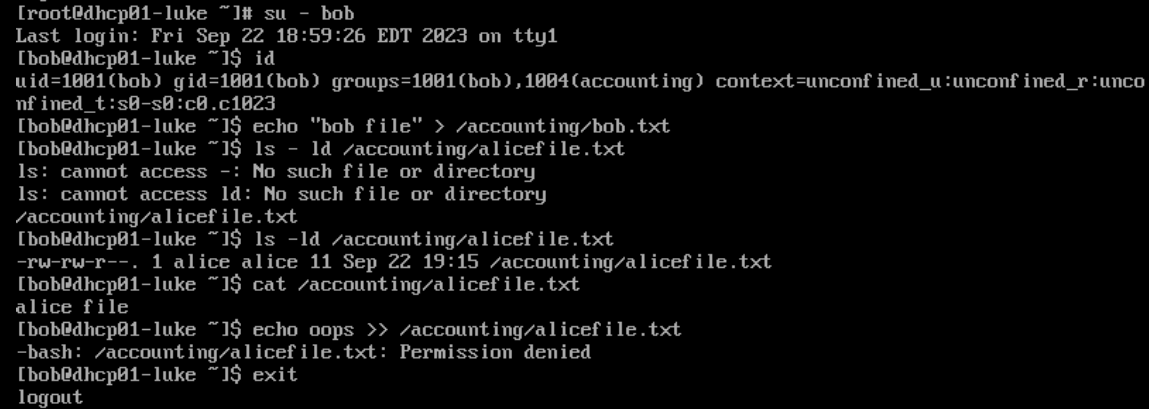 [root@dhcp01-luke ~]# su - bob
Last login: Fri Sep 22 18:59:26 EDT 2023 on tty1
[bob@dhcp01-luke ~]$ id
uid=1001(bob) gid=1001(bob) groups=1001(bob),1004(accounting) context=unconfined_u:unconfined_r:unco
nfined_t:s0-s0:c0.c1023
[bob@dhcp01-luke ~]$ echo "bob file" > /accounting/bob.txt
[bob@dhcp01-luke ~]$ ls - ld /accounting/alicefile.txt
ls: cannot access -: No such file or directory
ls: cannot access ld: No such file or directory
/accounting/alicefile.txt
[bob@dhcp01-luke ~]$ ls -ld /accounting/alicefile.txt
-rw-rw-r--. 1 alice alice 11 Sep 22 19:15 /accounting/alicefile.txt
[bob@dhcp01-luke ~]$ cat /accounting/alicefile.txt
alice file
[bob@dhcp01-luke ~]$ echo oops >> /accounting/alicefile.txt
-bash: /accounting/alicefile.txt: Permission denied
[bob@dhcp01-luke ~]$ exit
logout